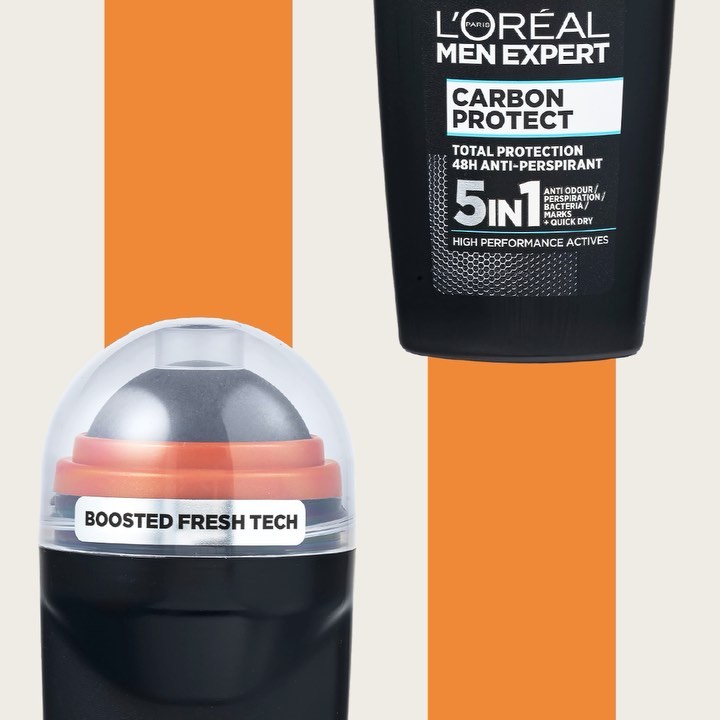 L'ORÉAL
PARIS
MEN EXPERT
CARBON
PROTECT
TOTAL PROTECTION
48H ANTI-PERSPIRANT
5IN1
ANTI ODOUR/
PERSPIRATION/
BACTERIA/
MARKS
+ QUICK DRY
HIGH PERFORMANCE ACTIVES
BOOSTED FRESH TECH